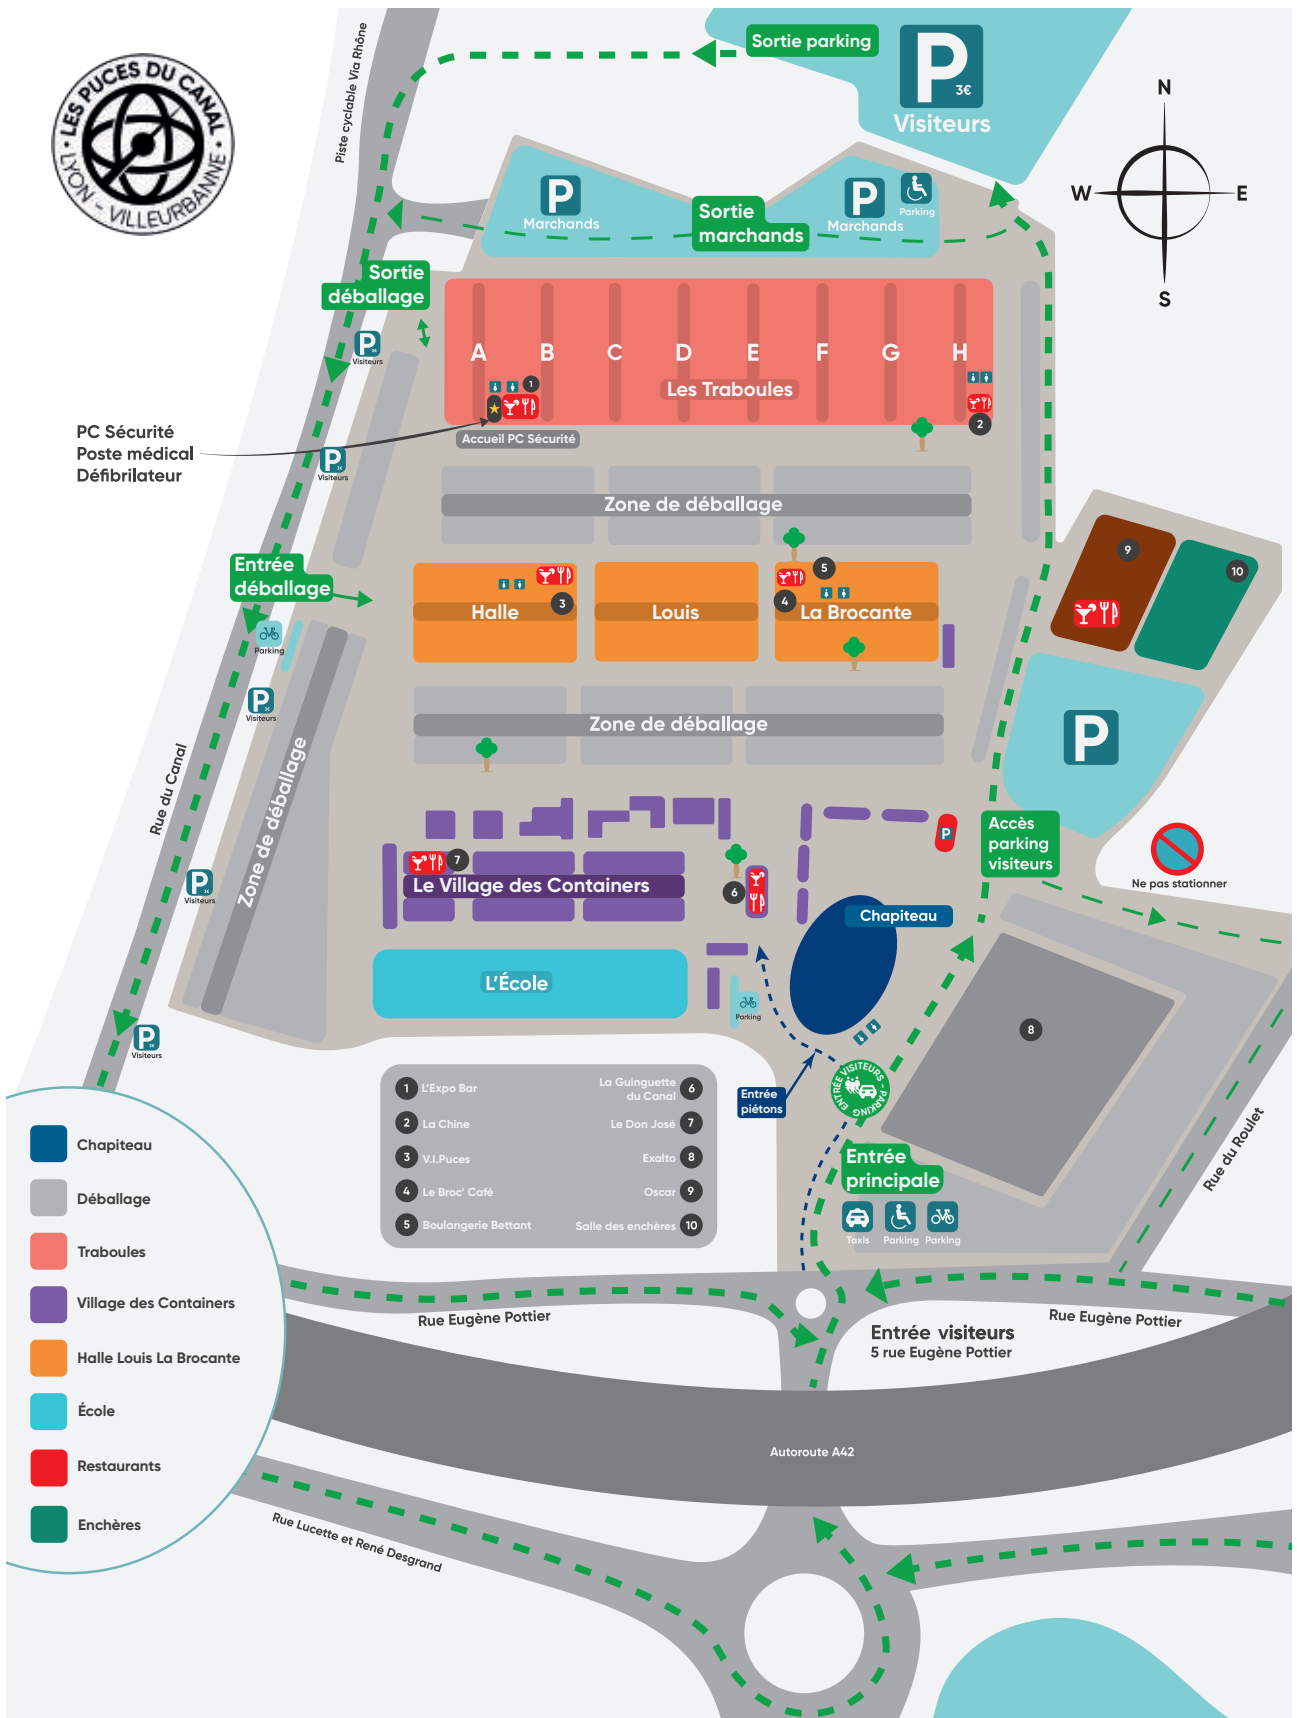 LES PUCES DU CANAL
LYON - VILLEURBANNE
Piste cyclable Via Rhône
Sortie parking
P
3€
Visiteurs
N
W
E
S
P
Marchands
Sortie
marchands
P
Marchands
Parking
Sortie
déballage
P
Visiteurs
A
B
C
D
E
F
G
H
Les Traboules
1
2
Accueil PC Sécurité
PC Sécurité
Poste médical
Défibrilateur
P
3€
Visiteurs
Zone de déballage
Entrée
déballage
Parking
Halle
3
Louis
5
4
La Brocante
9
10
P
3€
Visiteurs
Zone de déballage
P
Rue du Canal
Zone de déballage
P
3€
Visiteurs
7
Le Village des Containers
6
P
Accès
parking
visiteurs
Ne pas stationner
Chapiteau
L'École
Parking
8
P
3€
Visiteurs
ENTRÉE VISITEURS - PARKING
Entrée
piétons
Entrée
principale
Taxis
Parking
Parking
Rue du Roulet
1 L'Expo Bar
2 La Chine
3 V.I.Puces
4 Le Broc' Café
5 Boulangerie Bettant
La Guinguette
du Canal 6
Le Don José 7
Exalto 8
Oscar 9
Salle des enchères 10
Chapiteau
Déballage
Traboules
Village des Containers
Halle Louis La Brocante
École
Restaurants
Enchères
Rue Eugène Pottier
Rue Eugène Pottier
Entrée visiteurs
5 rue Eugène Pottier
Autoroute A42
Rue Lucette et René Desgrand